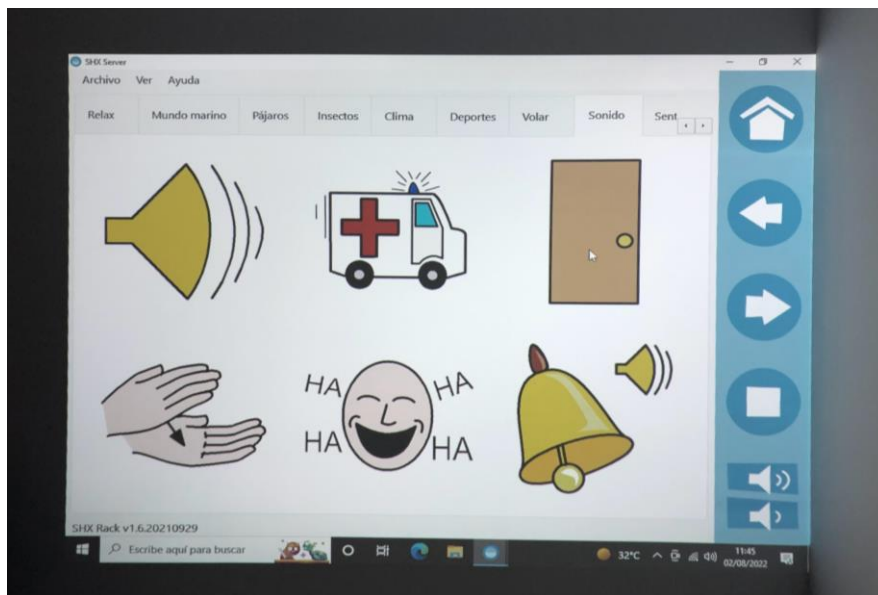 SHX Server
Archivo Ver Ayuda
Relax Mundo marino Pájaros Insectos Clima Deportes Volar Sonido Sent
HA HA
HA HA
SHX Rack v1.6.20210929
Escribe aquí para buscar
32°C
11:45
02/08/2022